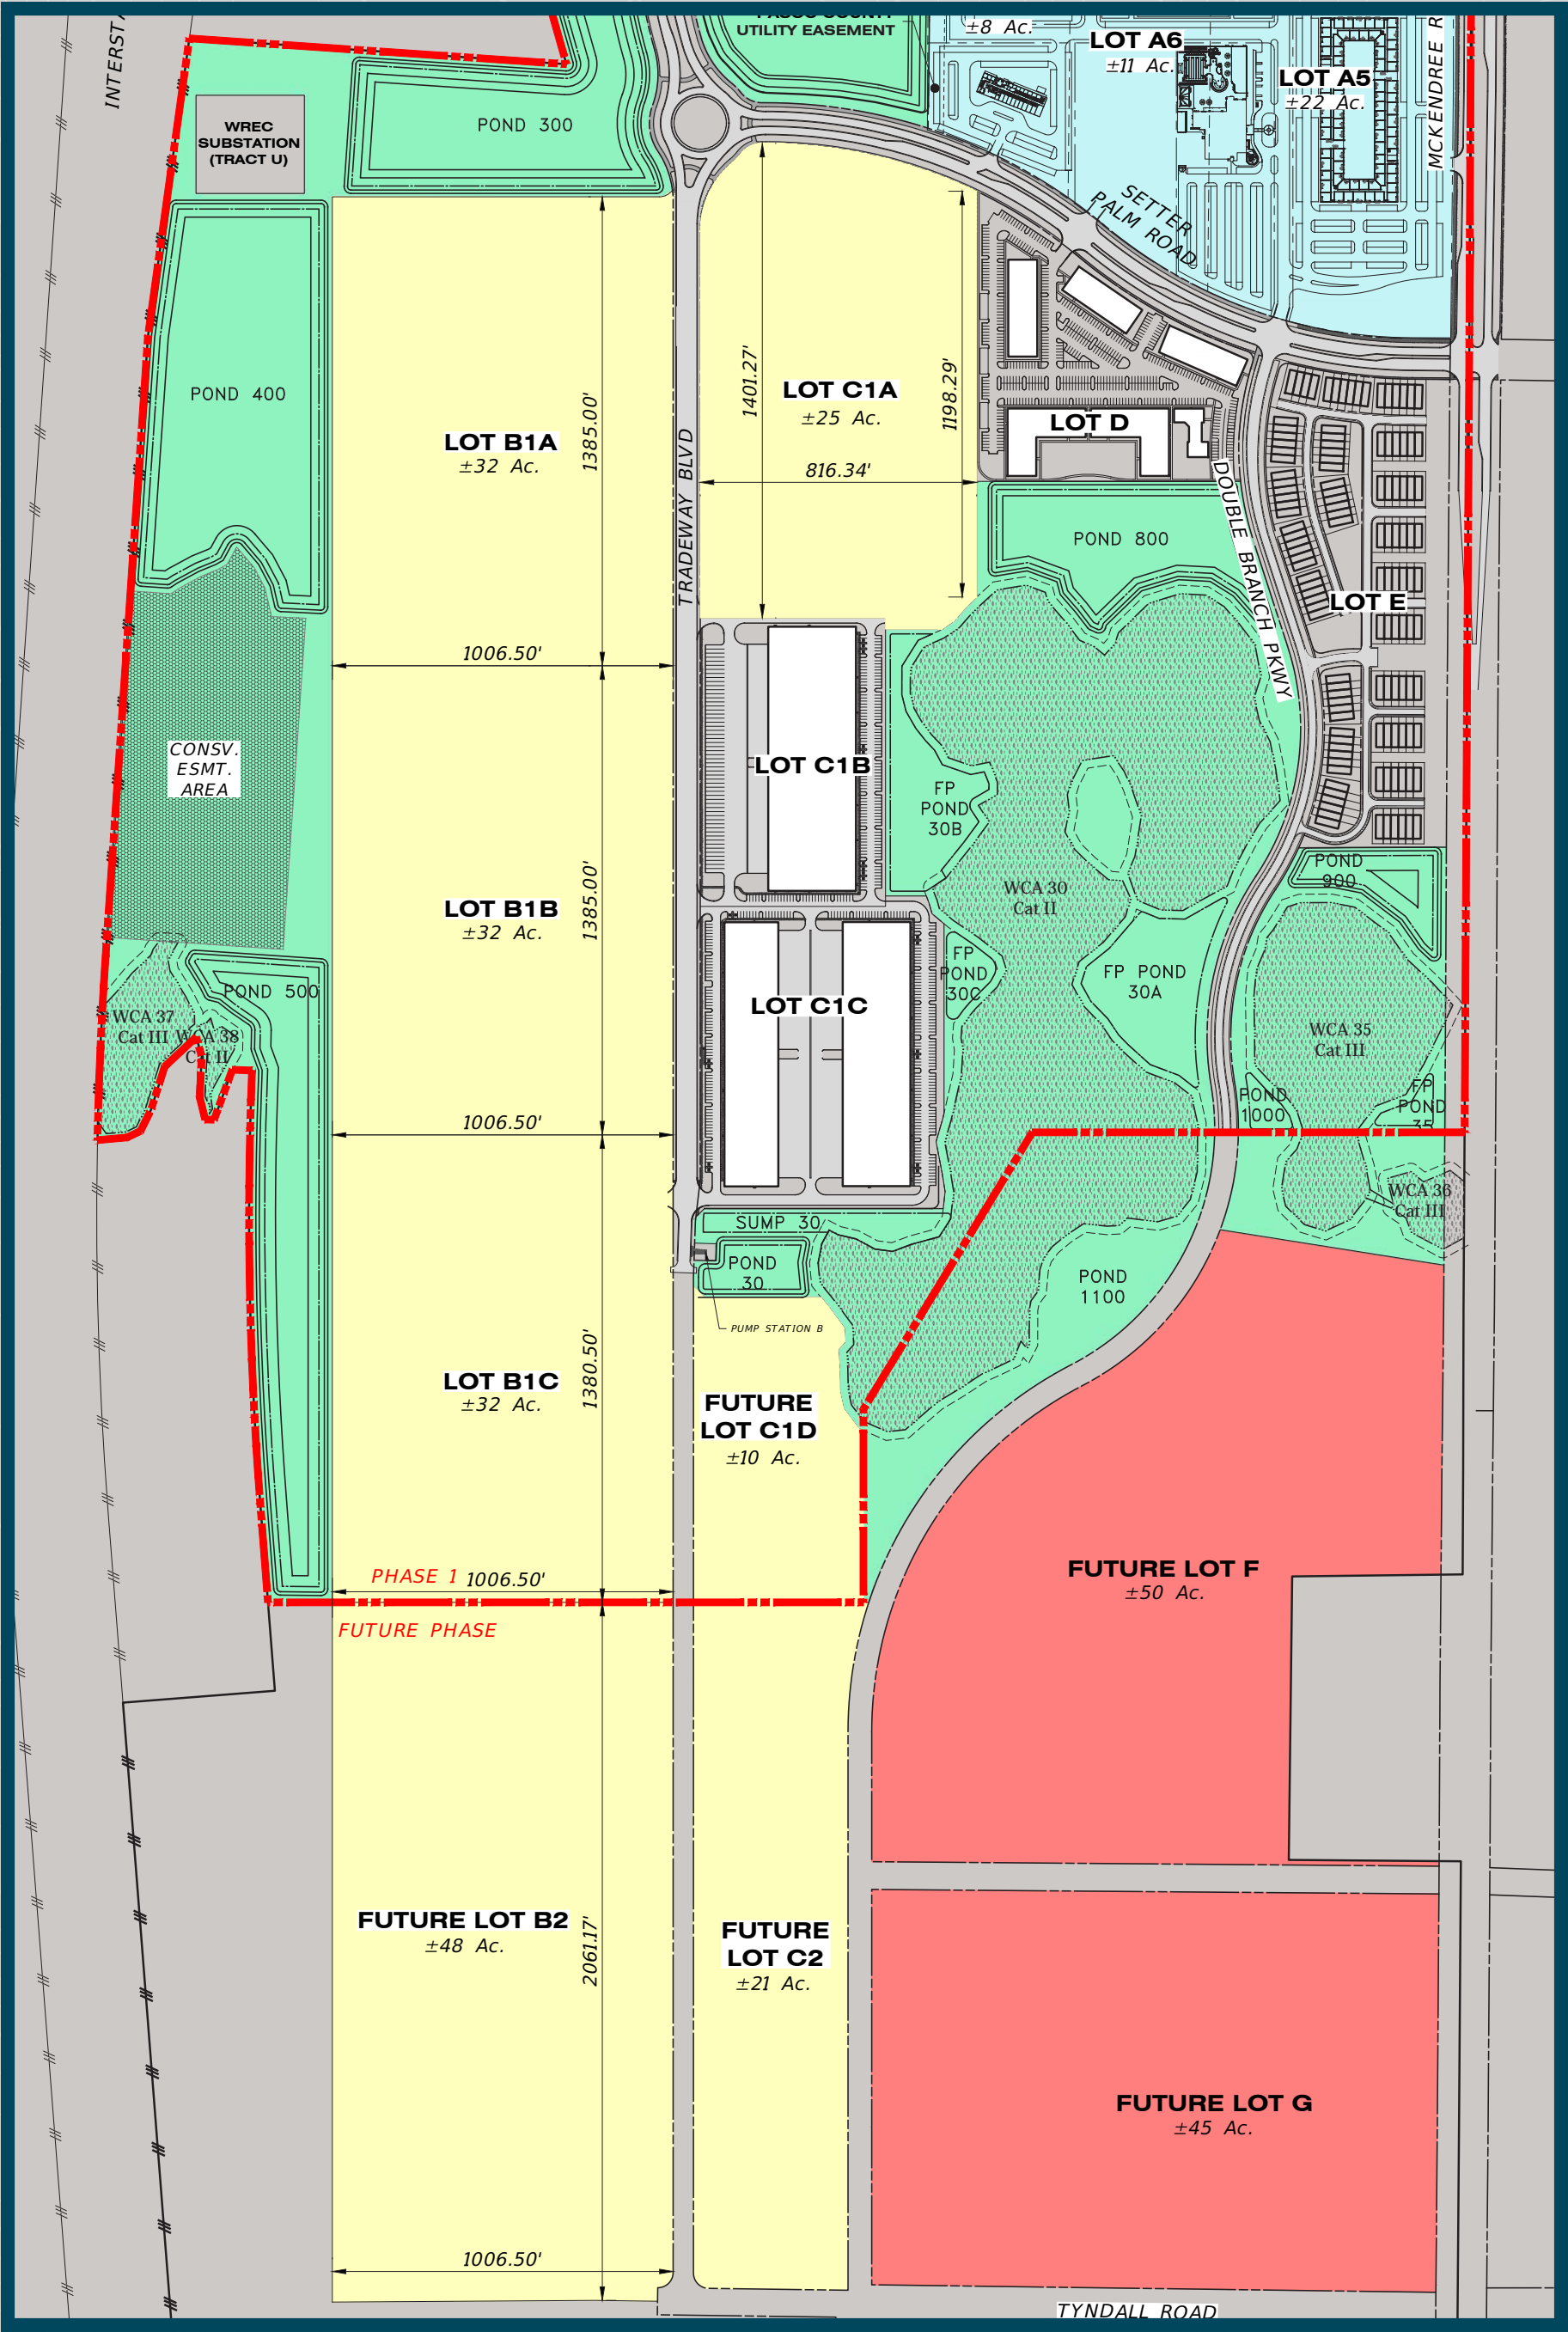 UTILITY EASEMENT
±8 Ac.
LOT A6
±11 Ac.
LOT A5
±22 Ac.
MCKENDREE R
WREC
SUBSTATION
(TRACT U)
POND 300
SETTER
PALM ROAD
POND 400
LOT B1A
±32 Ac.
1385.00'
TRADEWAY BLVD
1401.27'
LOT C1A
±25 Ac.
1198.29'
816.34'
LOT D
DOUBLE BRANCH PKWY
POND 800
LOT E
1006.50'
CONSV.
ESMT.
AREA
LOT C1B
FP
POND
30B
WCA 30
Cat II
POND
900
LOT B1B
±32 Ac.
1385.00'
POND 500
WCA 37
Cat III
WCA 38
Cat II
LOT C1C
FP
POND
30C
FP POND
30A
WCA 35
Cat III
POND
1000
FP
POND
35
1006.50'
WCA 36
Cat III
SUMP 30
POND
30
PUMP STATION B
POND
1100
LOT B1C
±32 Ac.
1380.50'
FUTURE
LOT C1D
±10 Ac.
PHASE 1
1006.50'
FUTURE PHASE
FUTURE LOT F
±50 Ac.
FUTURE LOT B2
±48 Ac.
2061.17'
FUTURE
LOT C2
±21 Ac.
FUTURE LOT G
±45 Ac.
1006.50'
TYNDALL ROAD